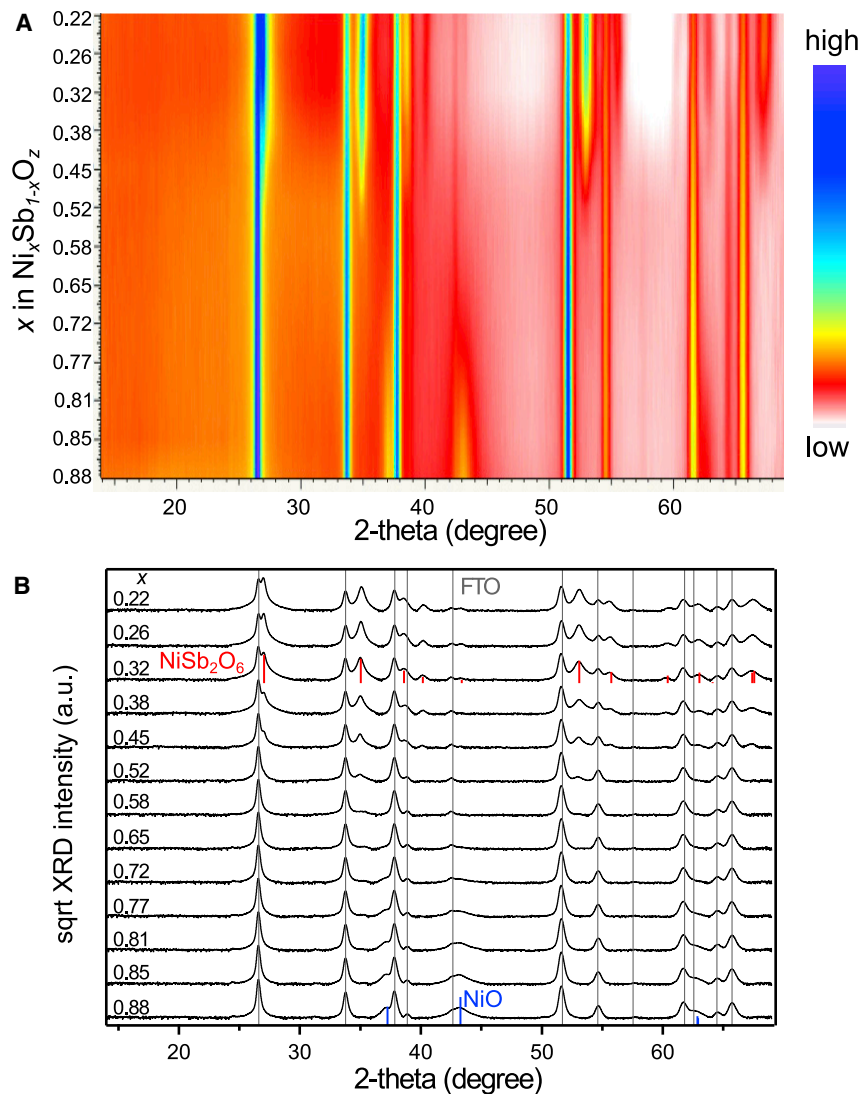 A
0.22
0.26
0.32
0.38
0.45
0.52
0.58
0.65
0.72
0.77
0.81
0.85
0.88
x in NixSb1-xOz
20 30 40 50 60
2-theta (degree)
high
low
B
x
FTO
0.22
0.26
NiSb2O6
0.32
0.38
0.45
0.52
0.58
0.65
0.72
0.77
0.81
0.85
NiO
0.88
sqrt XRD intensity (a.u.)
20 30 40 50 60
2-theta (degree)